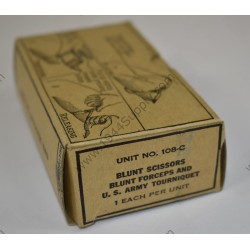 UNIT NO. 108-C
BLUNT SCISSORS
BLUNT FORCEPS AND
U. S. ARMY TOURNIQUET
1 EACH PER UNIT